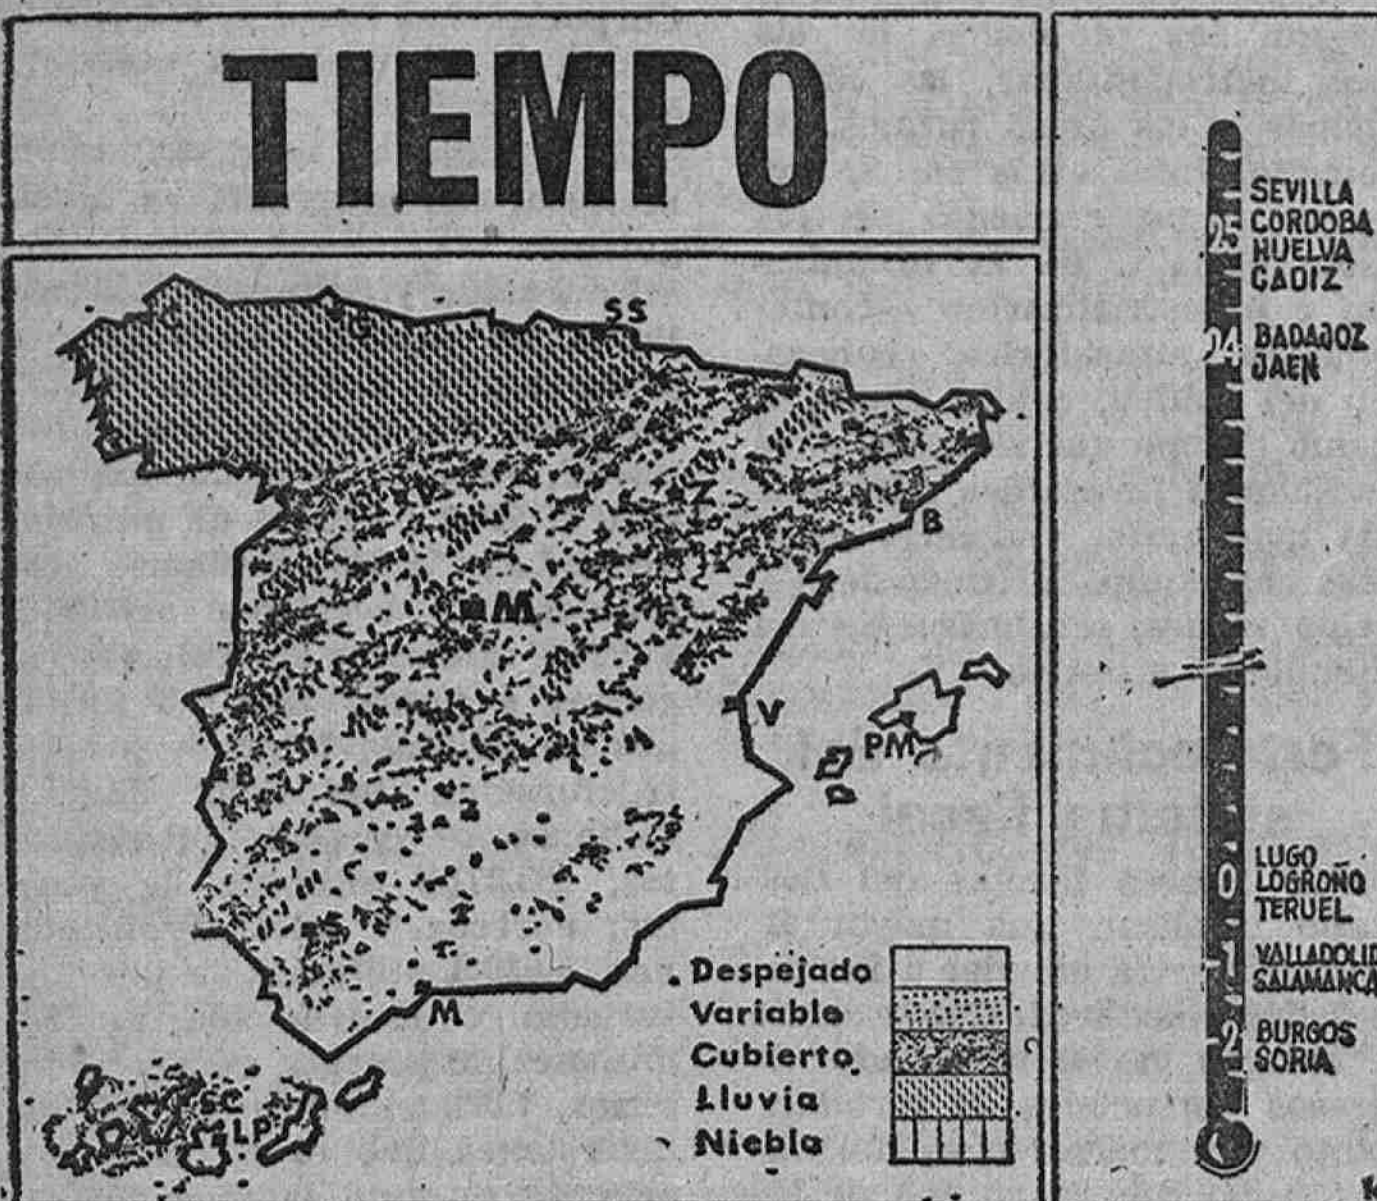 TIEMPO
C
G
SS
Z
B
M
V
PM
B
S
M
SC
LP
Despejado
Variable
Cubierto
Lluvia
Niebla
25
SEVILLA
CORDOBA
HUELVA
CADIZ
24
BADAJOZ
JAEN
0
LUGO
LOGROÑO
TERUEL
-1
VALLADOLID
SALAMANCA
-2
BURGOS
SORIA